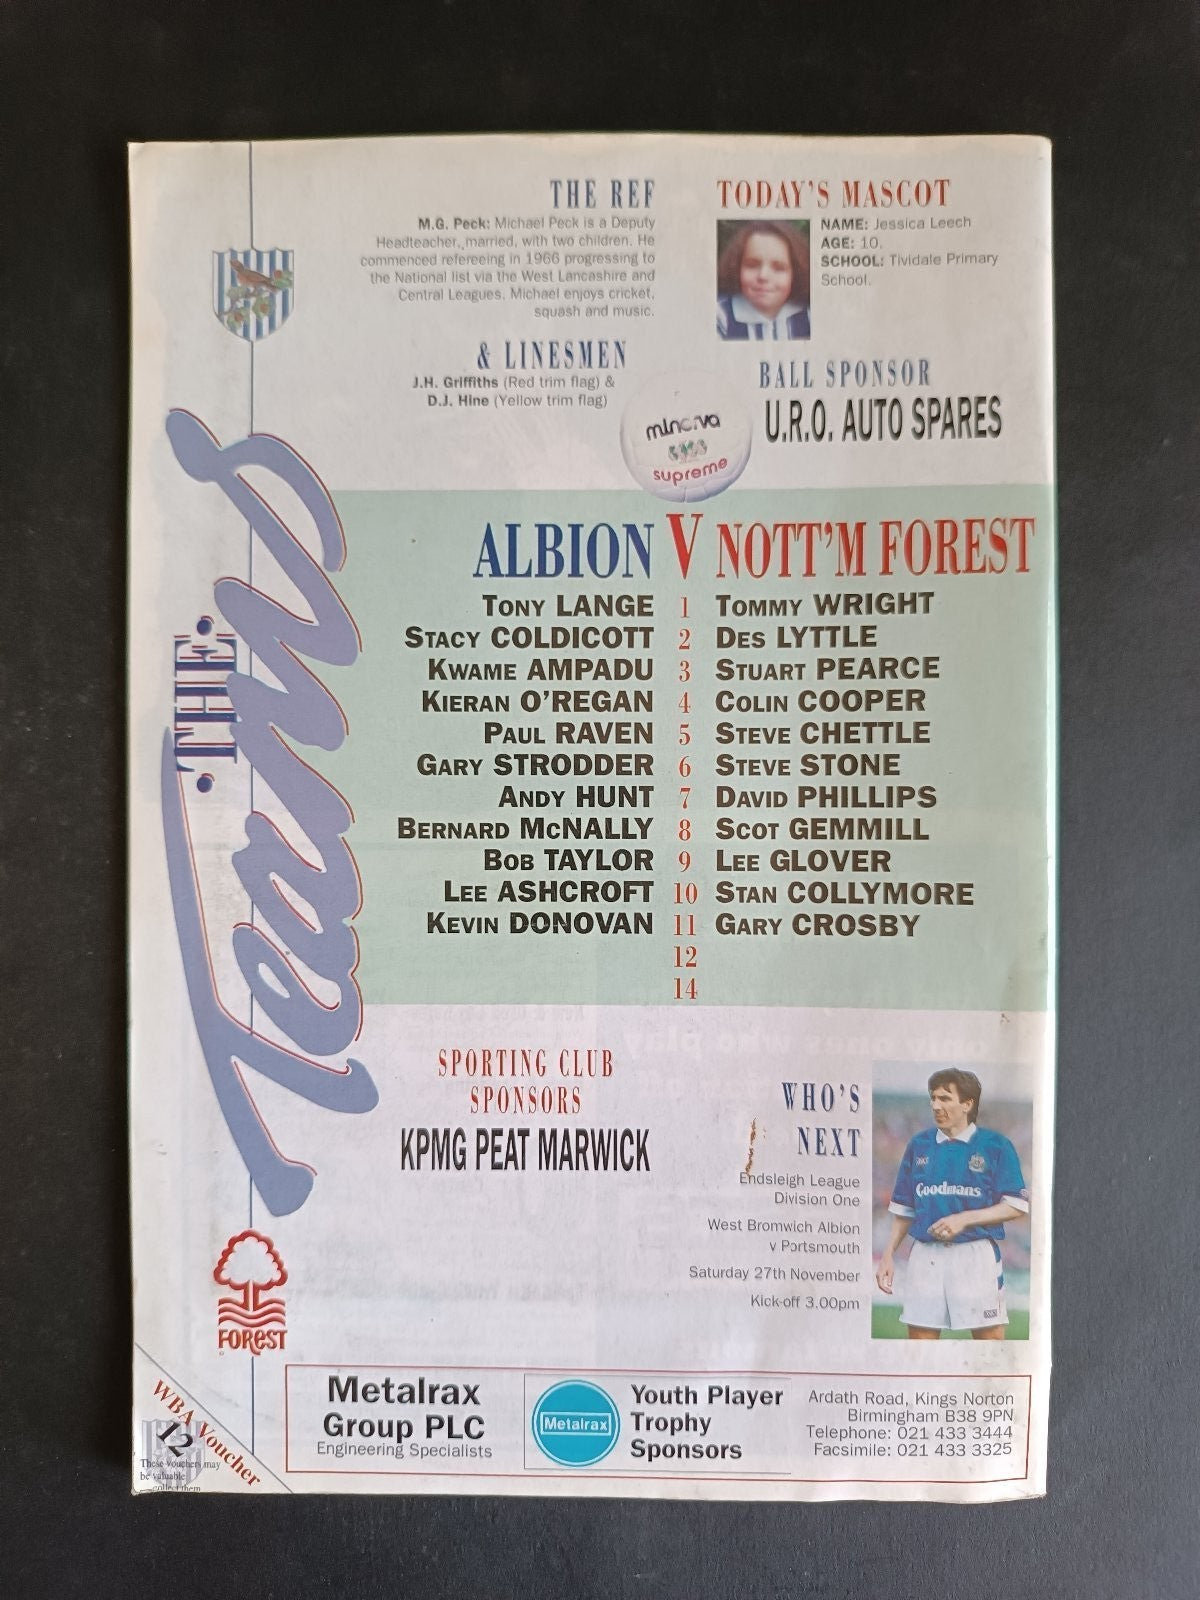 THE REF
M.G. Peck: Michael Peck is a Deputy
Headteacher, married, with two children. He
commenced refereeing in 1966 progressing to
the National list via the West Lancashire and
Central Leagues. Michael enjoys cricket,
squash and music.
& LINESMEN
J.H. Griffiths (Red trim flag) &
D.J. Hine (Yellow trim flag)
TODAY'S MASCOT
NAME: Jessica Leech
AGE: 10.
SCHOOL: Tividale Primary
School.
BALL SPONSOR
U.R.O. AUTO SPARES
minerva
supreme
THE Teams
ALBION V NOTT'M FOREST
TONY LANGE 1 TOMMY WRIGHT
STACY COLDICOTT 2 DES LYTTLE
KWAME AMPADU 3 STUART PEARCE
KIERAN O'REGAN 4 COLIN COOPER
PAUL RAVEN 5 STEVE CHETTLE
GARY STRODDER 6 STEVE STONE
ANDY HUNT 7 DAVID PHILLIPS
BERNARD McNALLY 8 SCOT GEMMILL
BOB TAYLOR 9 LEE GLOVER
LEE ASHCROFT 10 STAN COLLYMORE
KEVIN DONOVAN 11 GARY CROSBY
12
14
SPORTING CLUB
SPONSORS
KPMG PEAT MARWICK
WHO'S
NEXT
Endsleigh League
Division One
West Bromwich Albion
v Portsmouth
Saturday 27th November
Kick-off 3.00pm
Goodmans
FOREST
WBA Voucher
12
These Vouchers may
be valuable
collect them
Metalrax
Group PLC
Engineering Specialists
Metalrax
Youth Player
Trophy
Sponsors
Ardath Road, Kings Norton
Birmingham B38 9PN
Telephone: 021 433 3444
Facsimile: 021 433 3325